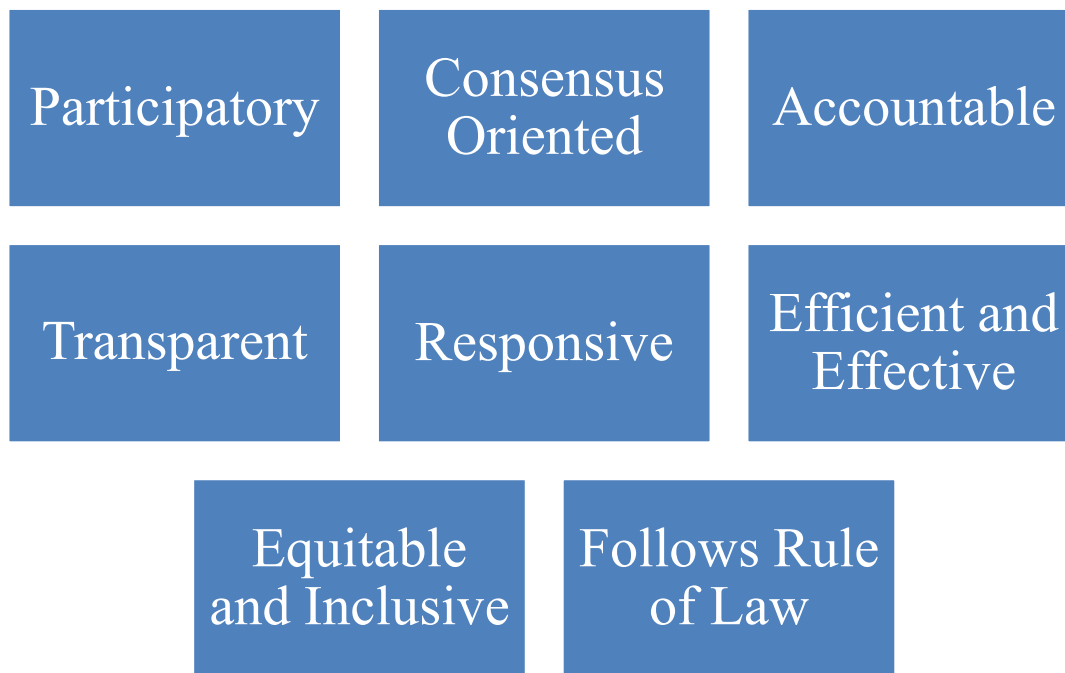 Participatory
Consensus
Oriented
Accountable
Transparent
Responsive
Efficient and
Effective
Equitable
and Inclusive
Follows Rule
of Law